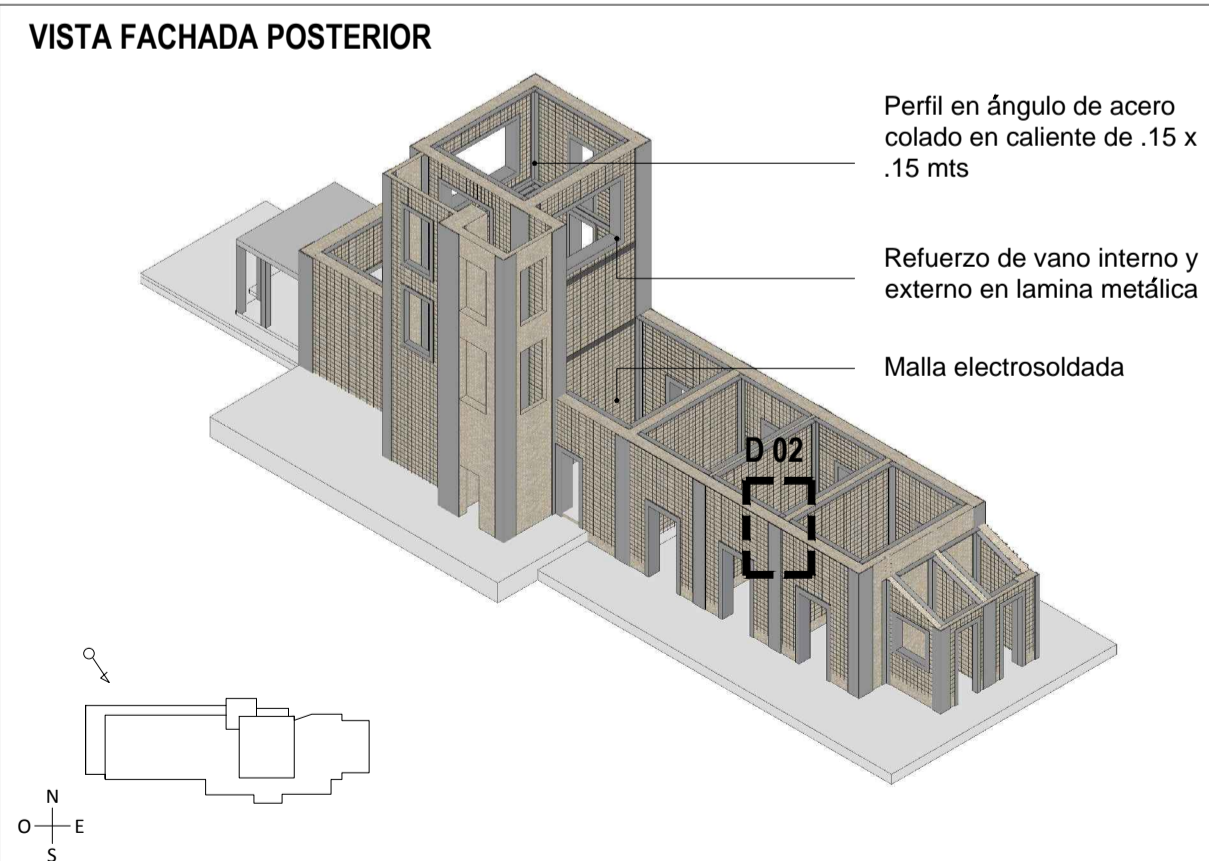 VISTA FACHADA POSTERIOR
Perfil en ángulo de acero
colado en caliente de .15 x
.15 mts
Refuerzo de vano interno y
externo en lamina metálica
Malla electrosoldada
D 02
N
O E
S